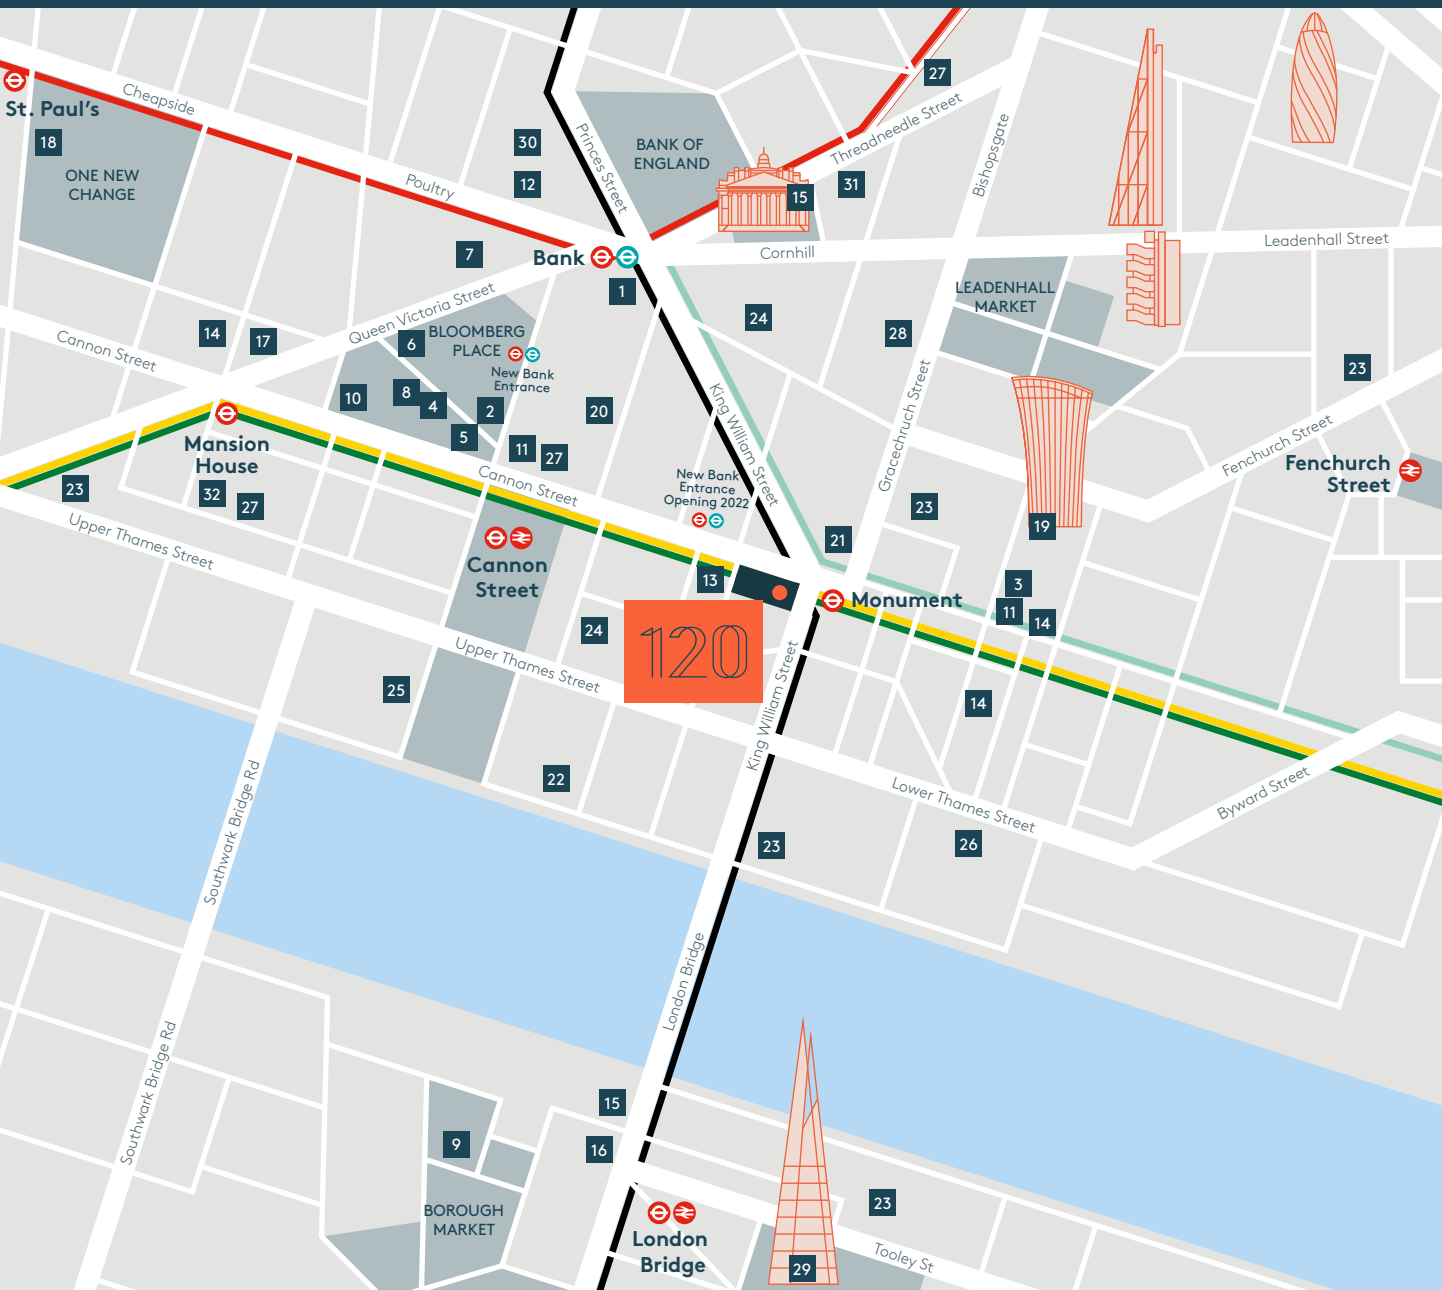 27
Cheapside
St. Paul's
18
ONE NEW
CHANGE
30
12
Poultry
Princes Street
BANK OF
ENGLAND
Threadneedle Street
15
31
Bishopsgate
7
Bank
1
Cornhill
Leadenhall Street
LEADENHALL
MARKET
Queen Victoria Street
14
17
Cannon Street
6
BLOOMBERG
PLACE
New Bank
Entrance
24
28
23
10
8
4
2
5
20
11
27
King William Street
Gracechruch Street
Fenchurch Street
Fenchurch
Street
Mansion
House
23
32
27
Cannon Street
New Bank
Entrance
Opening 2022
23
19
21
Upper Thames Street
Cannon
Street
13
Monument
3
11
14
24
120
Upper Thames Street
25
King William Street
14
22
Lower Thames Street
Byward Street
Southwark Bridge Rd
23
26
London Bridge
Southwark Bridge Rd
15
9
16
BOROUGH
MARKET
London
Bridge
23
Tooley St
29